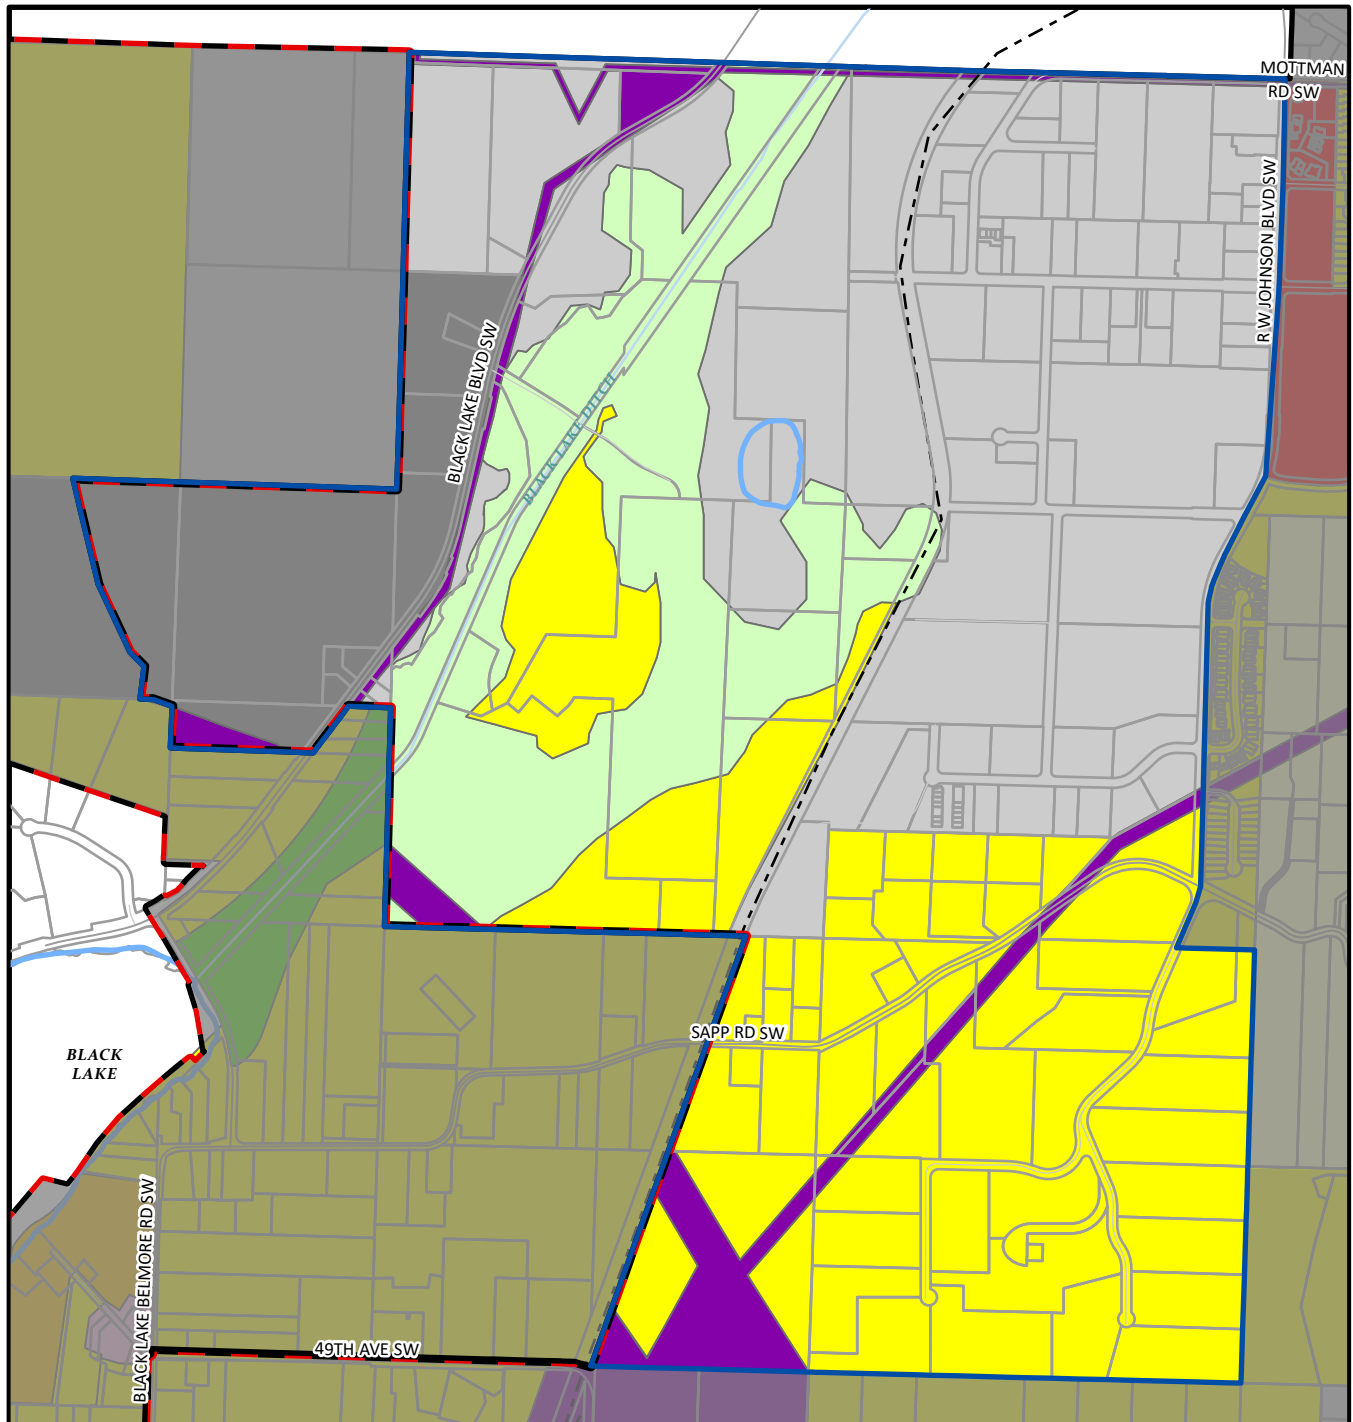 MOTTMAN
RD SW
R W JOHNSON BLVD SW
BLACK LAKE BLVD SW
BLACK LAKE DITCH
SAPP RD SW
BLACK
LAKE
BLACK LAKE BELMORE RD SW
49TH AVE SW